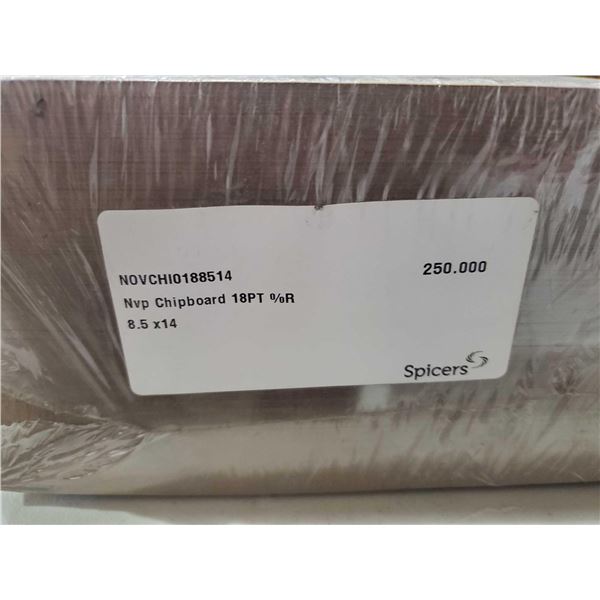 NOVCHI0188514 250.000
Nvp Chipboard 18PT %R
8.5 x14
Spicers